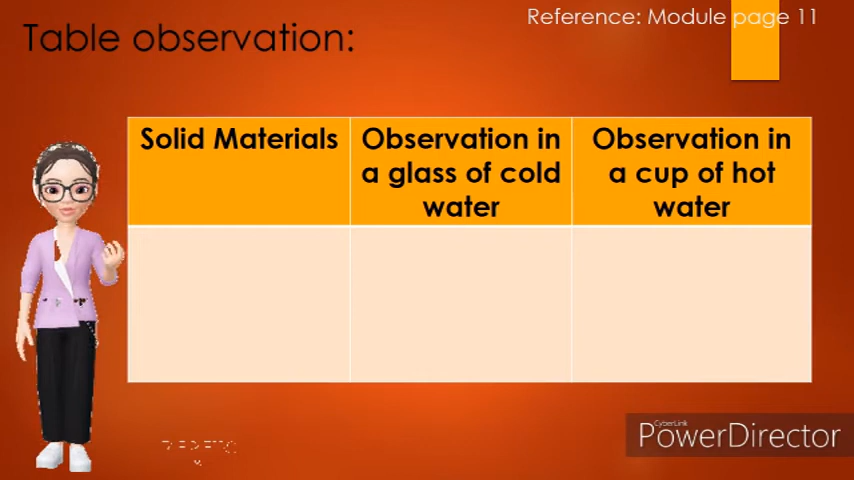 Reference: Module page 11
Table observation:
Solid Materials
Observation in
a glass of cold
water
Observation in
a cup of hot
water
CyberLink
PowerDirector